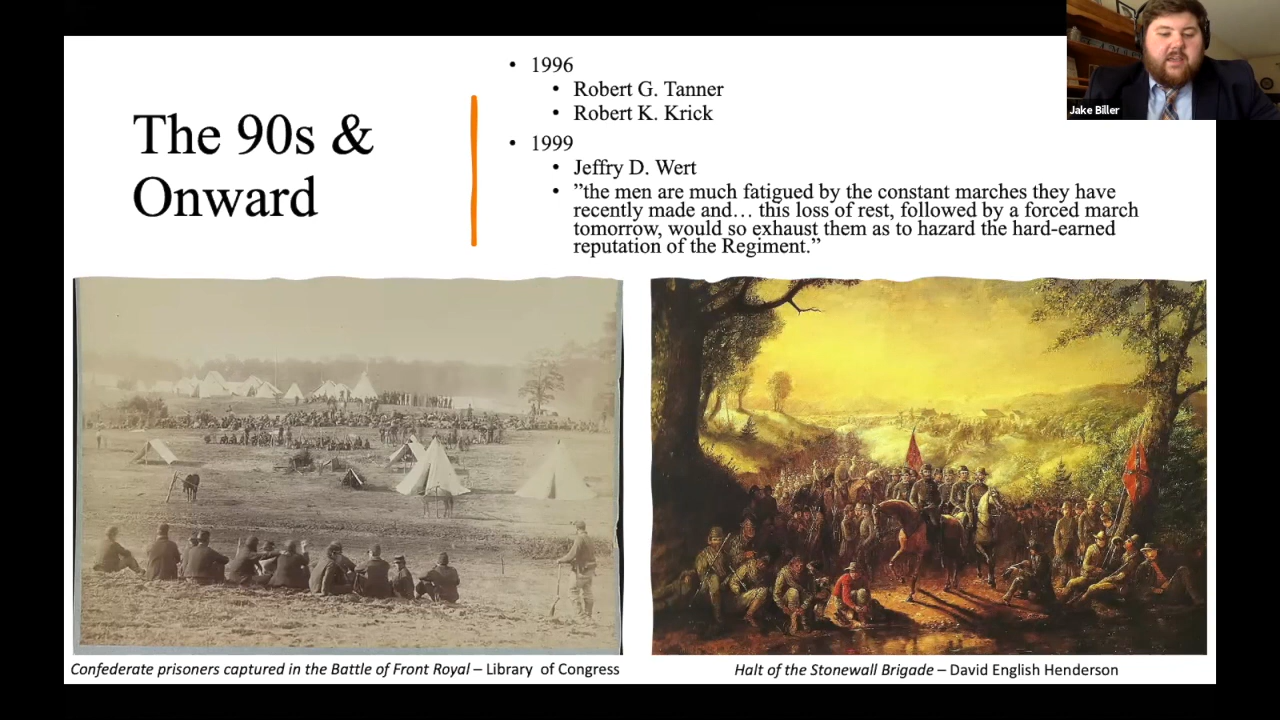 The 90s &
Onward
• 1996
• Robert G. Tanner
• Robert K. Krick
• 1999
• Jeffry D. Wert
• ”the men are much fatigued by the constant marches they have
recently made and… this loss of rest, followed by a forced march
tomorrow, would so exhaust them as to hazard the hard-earned
reputation of the Regiment.”
Jake Biller
Confederate prisoners captured in the Battle of Front Royal – Library of Congress
Halt of the Stonewall Brigade – David English Henderson